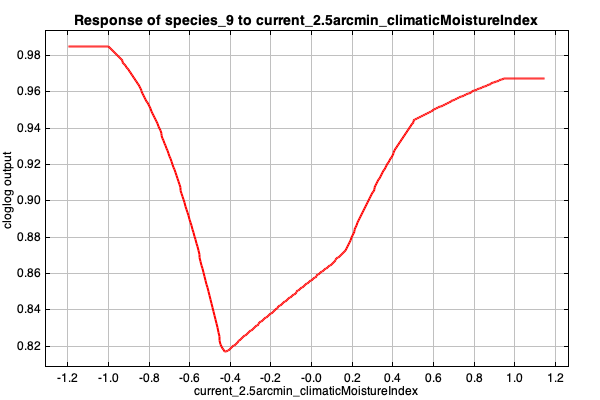 Response of species_9 to current_2.5arcmin_climaticMoistureIndex
cloglog output
0.98
0.96
0.94
0.92
0.90
0.88
0.86
0.84
0.82
-1.2 -1.0 -0.8 -0.6 -0.4 -0.2 -0.0 0.2 0.4 0.6 0.8 1.0 1.2
current_2.5arcmin_climaticMoistureIndex